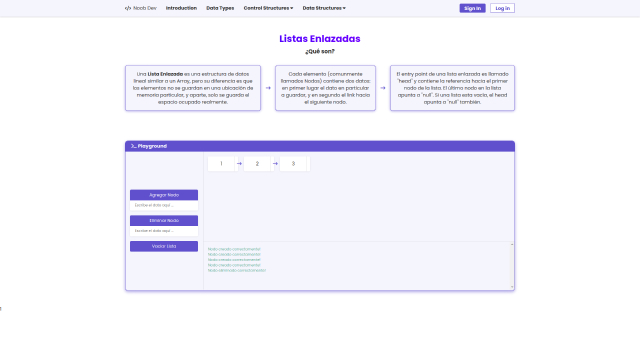 </> Noob Dev Introduction Data Types Control Structures Data Structures Sign In Log in
Listas Enlazadas
¿Qué son?
Una Lista Enlazada es una estructura de datos
lineal similar a un Array, pero su diferencia es que
los elementos no se guardan en una ubicación de
memoria particular, y aparte, solo se guarda el
espacio ocupado realmente.
Cada elemento (comunmente
llamados Nodos) contiene dos datos:
en primer lugar el dato en particular
a guardar, y en segundo el link hacia
el siguiente nodo.
El entry point de una lista enlazada es llamado
"head" y contiene la referencia hacia el primer
nodo de la lista. El último nodo en la lista
apunta a "null". Si una lista esta vacía, el head
apunta a "null" también.
Playground
1 2 3
Agregar Nodo
Escribe el dato aquí ...
Eliminar Nodo
Escribe el dato aquí ...
Vaciar Lista
Nodo creado correctamente!
Nodo creado correctamente!
Nodo creado correctamente!
Nodo creado correctamente!
Nodo eliminado correctamente!